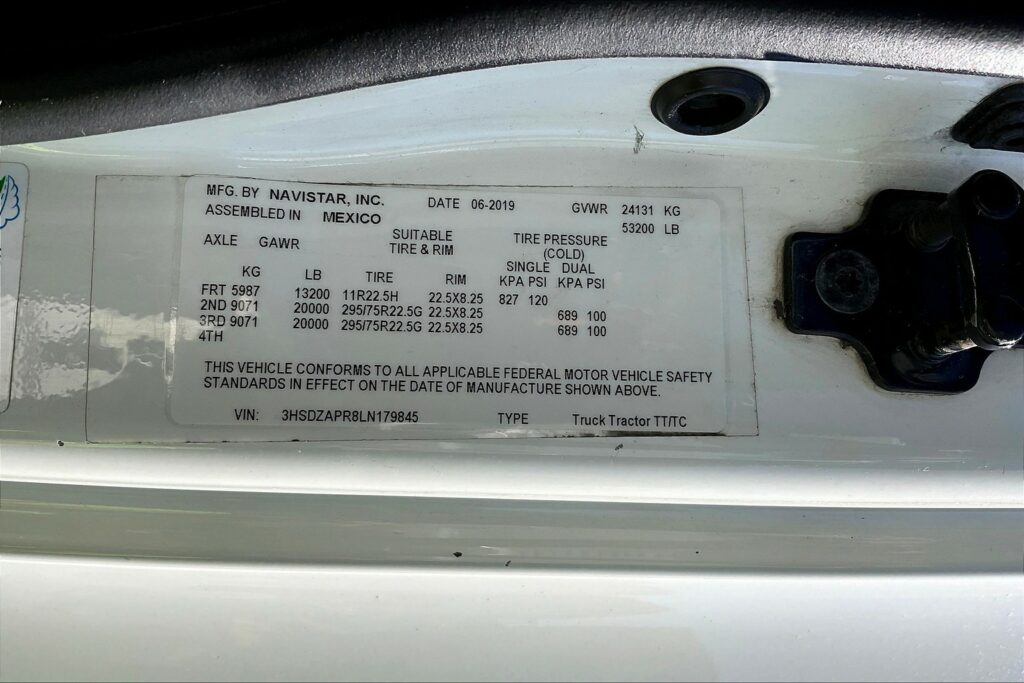 MFG. BY NAVISTAR, INC. DATE 06-2019 GVWR 24131 KG
ASSEMBLED IN MEXICO 53200 LB
AXLE GAWR SUITABLE TIRE PRESSURE
TIRE & RIM (COLD)
SINGLE DUAL
KG LB TIRE RIM KPA PSI KPA PSI
FRT 5987 13200 11R22.5H 22.5X8.25 827 120
2ND 9071 20000 295/75R22.5G 22.5X8.25 689 100
3RD 9071 20000 295/75R22.5G 22.5X8.25 689 100
4TH
THIS VEHICLE CONFORMS TO ALL APPLICABLE FEDERAL MOTOR VEHICLE SAFETY
STANDARDS IN EFFECT ON THE DATE OF MANUFACTURE SHOWN ABOVE.
VIN: 3HSDZAPR8LN179845 TYPE Truck Tractor TT/TC